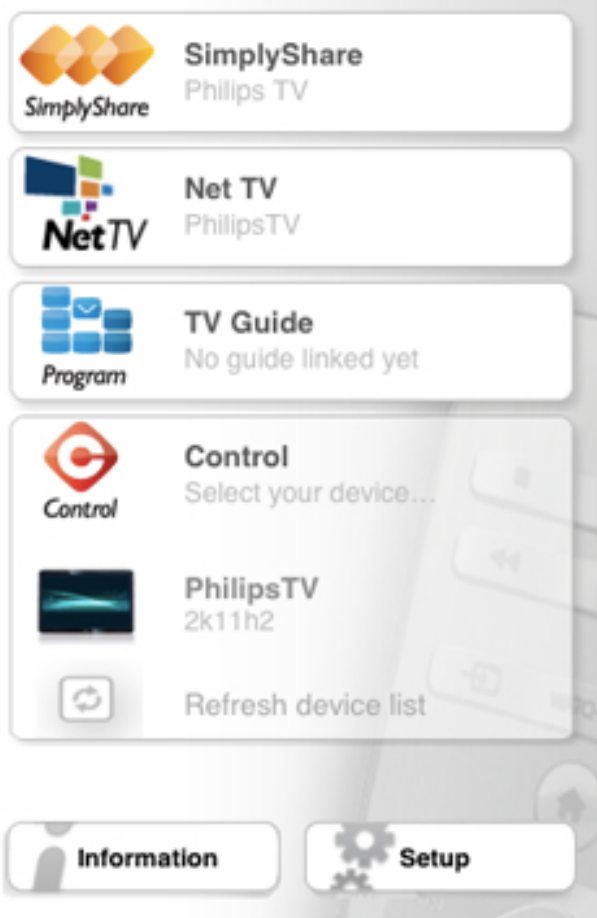 SimplyShare
SimplyShare
Philips TV
NetTV
Net TV
PhilipsTV
Program
TV Guide
No guide linked yet
Control
Control
Select your device...
PhilipsTV
2k11h2
Refresh device list
Information
Setup